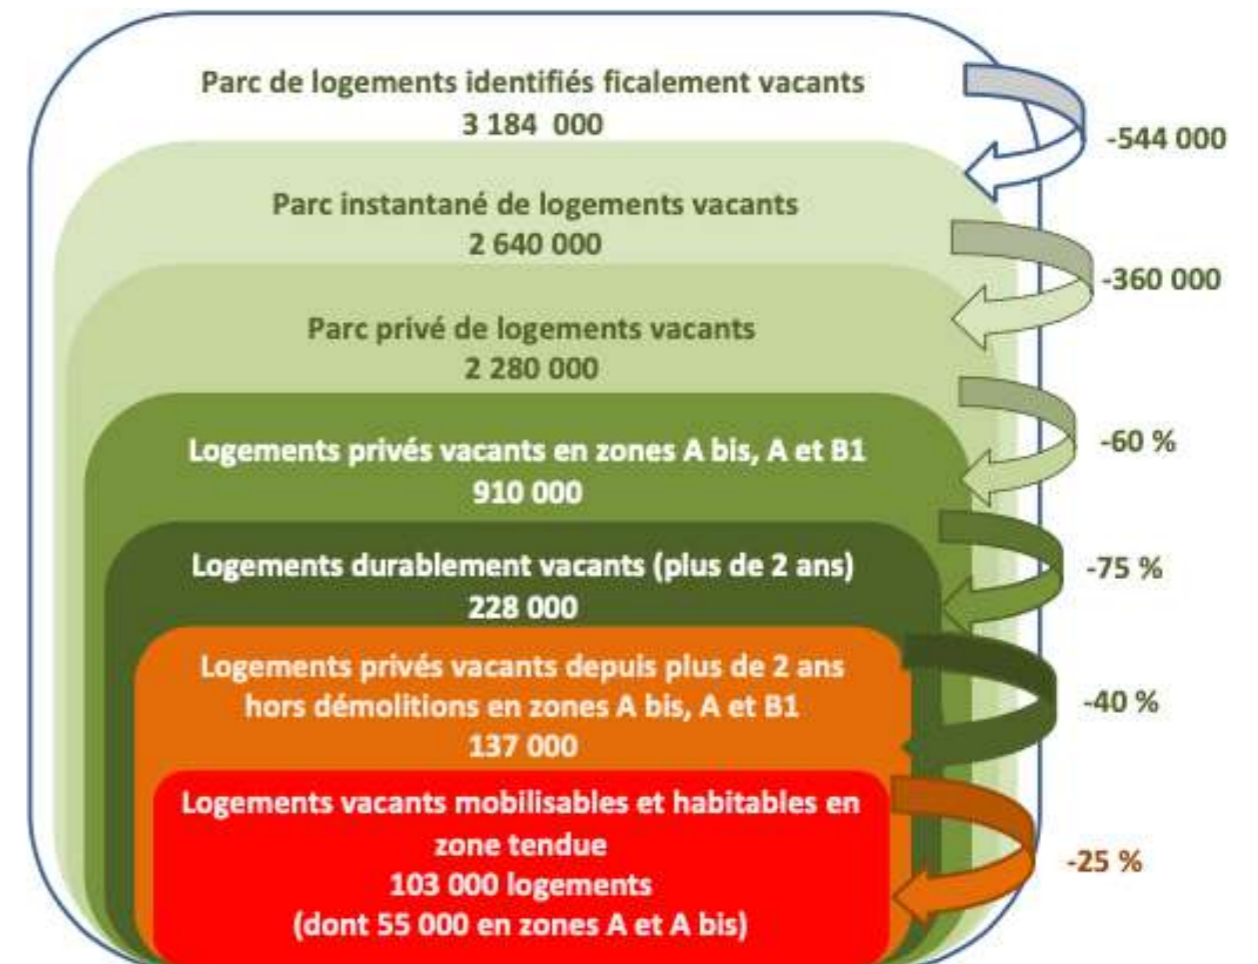 Parc de logements identifiés ficalement vacants
3 184 000
-544 000
Parc instantané de logements vacants
2 640 000
-360 000
Parc privé de logements vacants
2 280 000
-60 %
Logements privés vacants en zones A bis, A et B1
910 000
-75 %
Logements durablement vacants (plus de 2 ans)
228 000
-40 %
Logements privés vacants depuis plus de 2 ans
hors démolitions en zones A bis, A et B1
137 000
-25 %
Logements vacants mobilisables et habitables en
zone tendue
103 000 logements
(dont 55 000 en zones A et A bis)